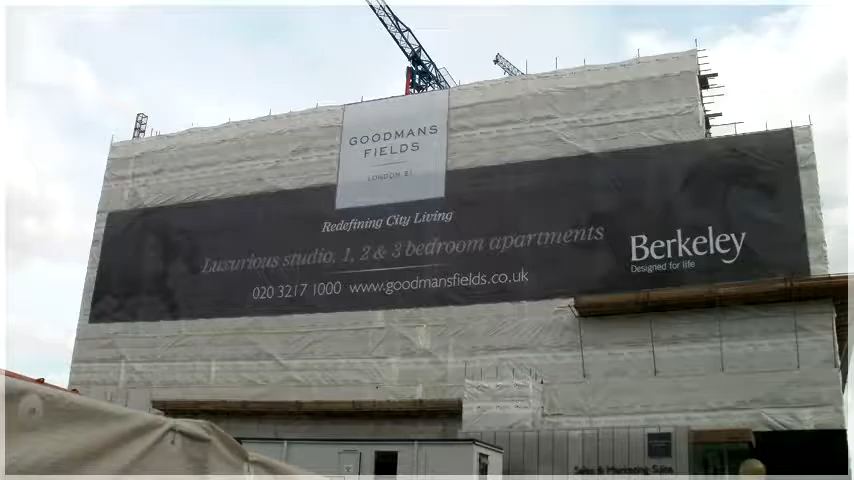 GOODMANS
FIELDS
LONDON E1
Redefining City Living
Luxurious studio, 1, 2 & 3 bedroom apartments
020 3217 1000 www.goodmansfields.co.uk
Berkeley
Designed for life
Sales & Marketing Suite